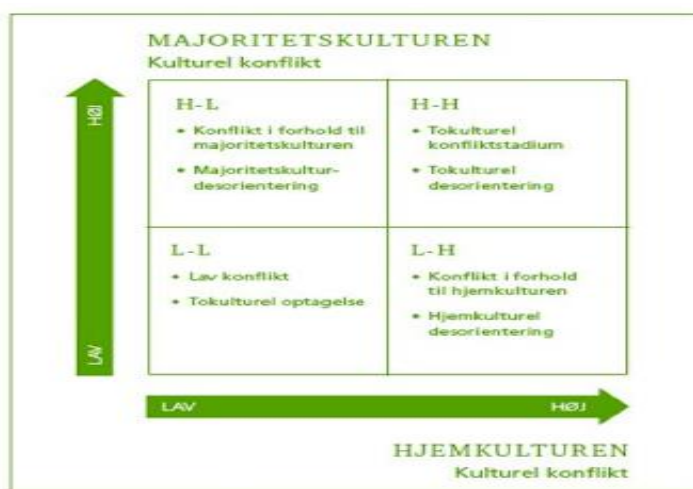 MAJORITETSKULTUREN
Kulturel konflikt
HØJ
H-L
• Konflikt i forhold til
majoritetskulturen
• Majoritetskultur-
desorientering
H-H
• Tokulturel
konfliktstadium
• Tokulturel
desorientering
L-L
• Lav konflikt
• Tokulturel optagelse
L-H
• Konflikt i forhold
til hjemkulturen
• Hjemkulturel
desorientering
LAV
LAV
HØJ
HJEMKULTUREN
Kulturel konflikt